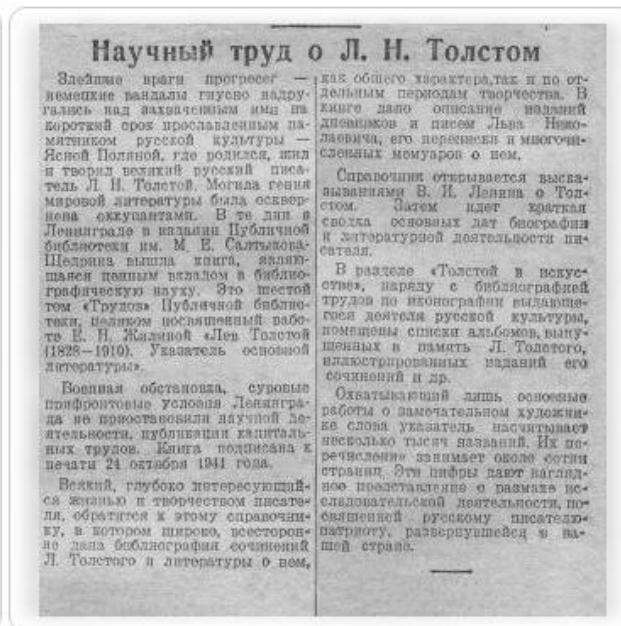 Научный труд о Л. Н. Толстом
Злейшие враги прогресса —
немецкие вандалы гнусно надру-
гались над захваченным ими на
короткий срок прославленным па-
мятником русской культуры —
Ясной Поляной, где родился, жил
и творил великий русский писа-
тель Л. Н. Толстой. Могила гения
мировой литературы была осквер-
нена оккупантами. В те дни в
Ленинграде в издании Публичной
библиотеки им. М. Е. Салтыкова-
Щедрина вышла книга, являю-
щаяся ценным вкладом в библио-
графическую науку. Это шестой
том «Трудов» Публичной библио-
теки, целиком посвященный рабо-
те Е. Н. Жилиной «Лев Толстой
(1828—1910). Указатель основной
литературы».
Военная обстановка, суровые
прифронтовые условия Ленингра-
да не приостановили научной де-
ятельности, публикации капиталь-
ных трудов. Книга подписана к
печати 24 октября 1941 года.
Всякий, глубоко интересующий-
ся жизнью и творчеством писате-
ля, обратится к этому справочни-
ку, в котором широко, всесторон-
не дана библиография сочинений
Л. Толстого и литературы о нем,
как общего характера, так и по от-
дельным периодам творчества. В
книге дано описание изданий
дневников и писем Льва Нико-
лаевича, его переписки и многочи-
сленных мемуаров о нем.
Справочник открывается выска-
зываниями В. И. Ленина о Тол-
стом. Затем идет краткая
сводка основных дат биографии
и литературной деятельности пи-
сателя.
В разделе «Толстой в искус-
стве», наряду с библиографией
трудов по иконографии выдающе-
гося деятеля русской культуры,
помещены списки альбомов, выпу-
щенных в память Л. Толстого,
иллюстрированных изданий его
сочинений и др.
Охватывающий лишь основные
работы о замечательном художни-
ке слова указатель насчитывает
несколько тысяч названий. Их пе-
речисление занимает около сотни
страниц. Эти цифры дают нагляд-
ное представление о размахе ис-
следовательской деятельности, по-
священной русскому писателю-
патриоту, развернувшейся в на-
шей стране.